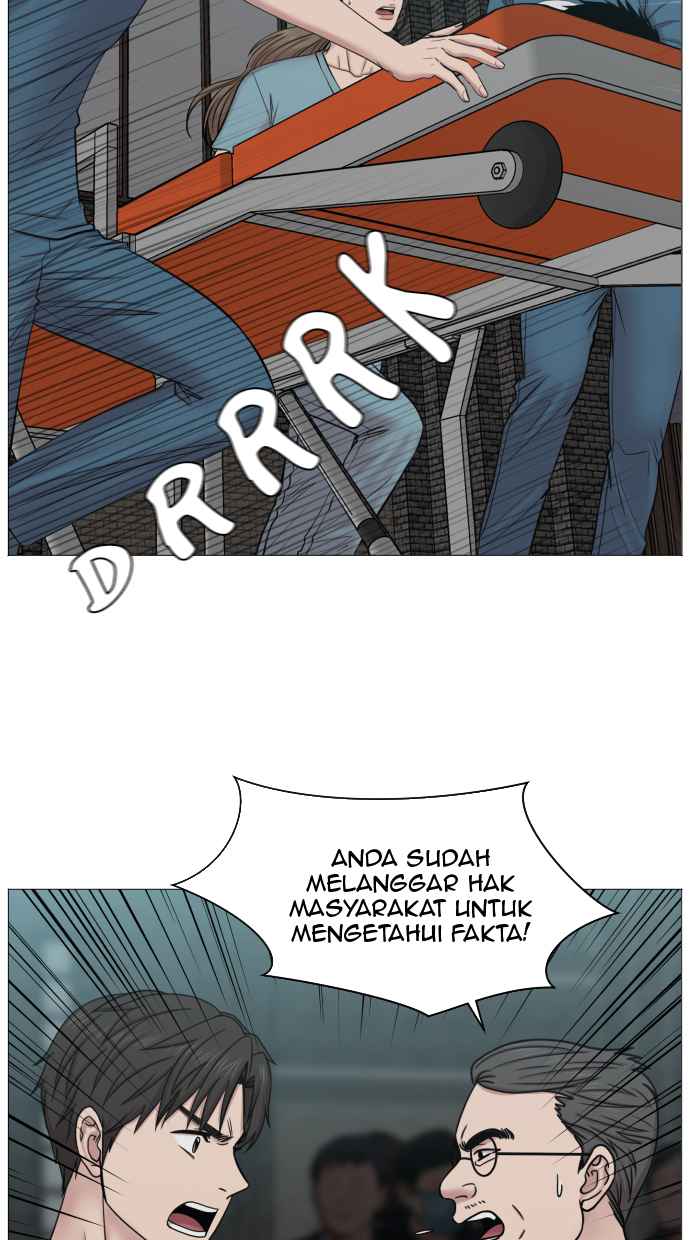 DRRRK
ANDA SUDAH
MELANGGAR HAK
MASYARAKAT UNTUK
MENGETAHUI FAKTA!